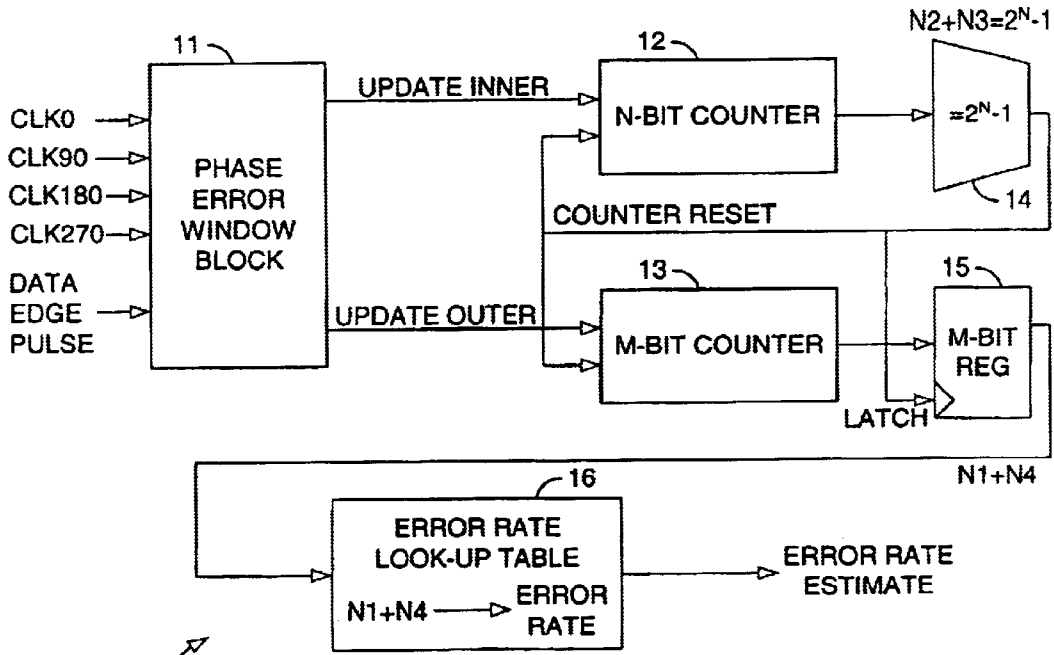 11
PHASE
ERROR
WINDOW
BLOCK
CLK0
CLK90
CLK180
CLK270
DATA
EDGE
PULSE
UPDATE INNER
UPDATE OUTER
12
N-BIT COUNTER
N2+N3=2^N-1
=2^N-1
14
COUNTER RESET
13
M-BIT COUNTER
15
M-BIT
REG
LATCH
N1+N4
16
ERROR RATE
LOOK-UP TABLE
N1+N4
ERROR
RATE
ERROR RATE
ESTIMATE